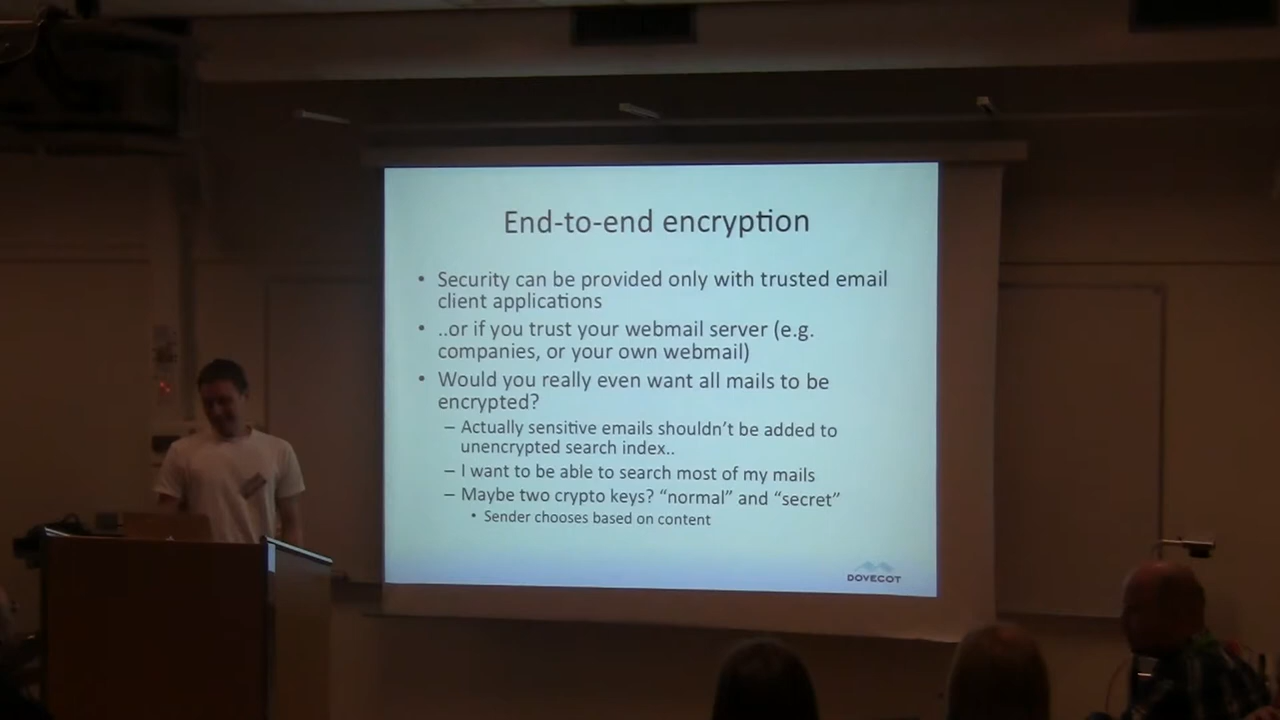 End-to-end encryption
• Security can be provided only with trusted email
client applications
• ..or if you trust your webmail server (e.g.
companies, or your own webmail)
• Would you really even want all mails to be
encrypted?
– Actually sensitive emails shouldn’t be added to
unencrypted search index..
– I want to be able to search most of my mails
– Maybe two crypto keys? “normal” and “secret”
• Sender chooses based on content
DOVECOT